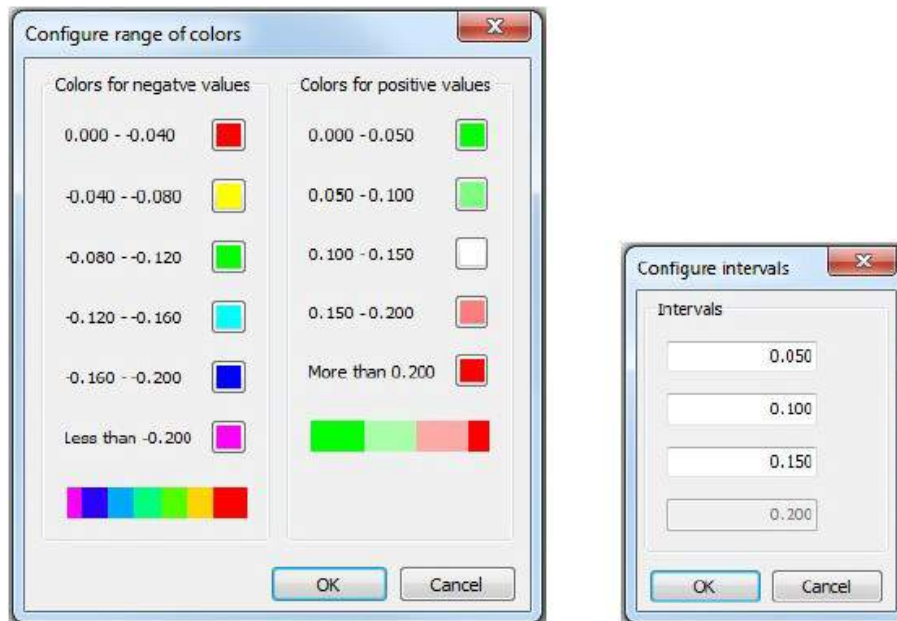 Configure range of colors
Colors for negatve values
0.000 - -0.040
-0.040 - -0.080
-0.080 - -0.120
-0.120 - -0.160
-0.160 - -0.200
Less than -0.200
Colors for positive values
0.000 - 0.050
0.050 - 0.100
0.100 - 0.150
0.150 - 0.200
More than 0.200
OK
Cancel
Configure intervals
Intervals
0.050
0.100
0.150
0.200
OK
Cancel